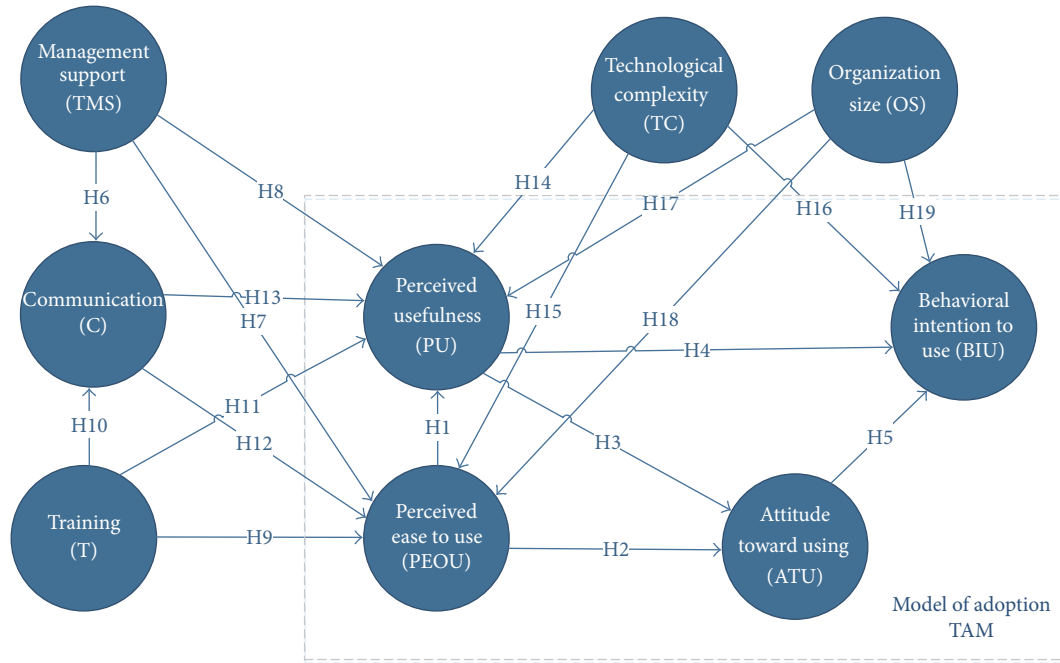 Management
support
(TMS)
Technological
complexity
(TC)
Organization
size (OS)
H6
H8
H14
H17
H16
H19
Communication
(C)
H13
H7
Perceived
usefulness
(PU)
H15
H18
Behavioral
intention to
use (BIU)
H4
H10
H11
H12
H1
H3
H5
Training
(T)
H9
Perceived
ease to use
(PEOU)
H2
Attitude
toward using
(ATU)
Model of adoption
TAM